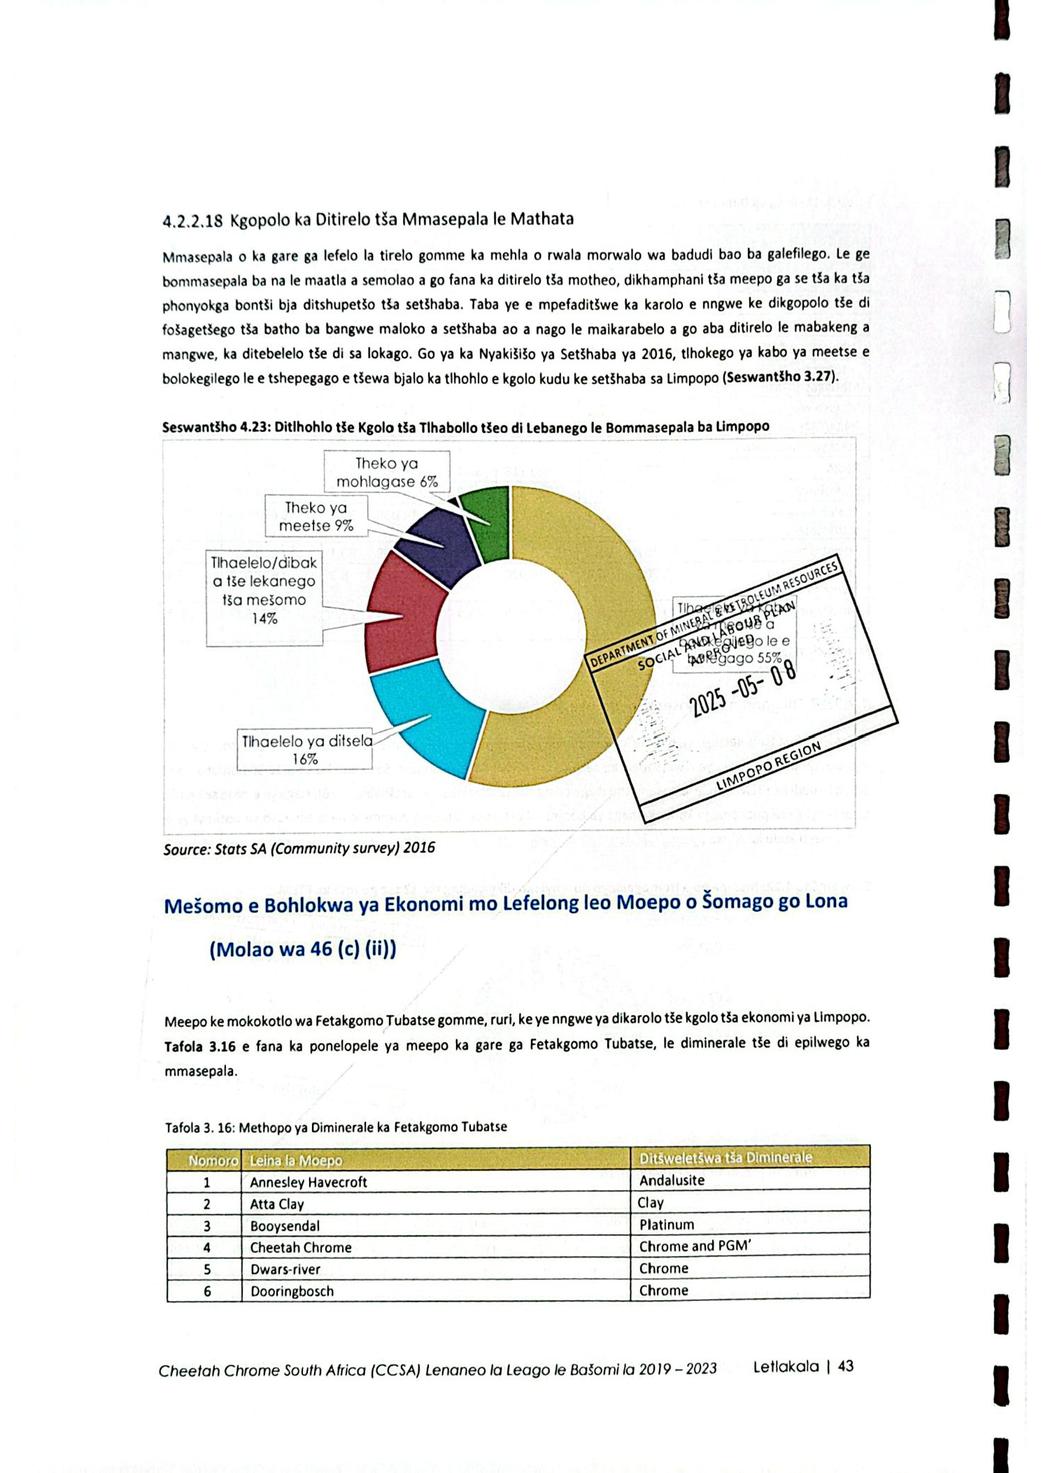 4.2.2.18 Kgopolo ka Ditirelo tša Mmasepala le Mathata
Mmasepala o ka gare ga lefelo la tirelo gomme ka mehla o rwala morwalo wa badudi bao ba galefilego. Le ge
bommasepala ba na le maatla a semolao a go fana ka ditirelo tša motheo, dikhamphani tša meepo ga se tša ka tša
phonyokga bontši bja ditshupetšo tša setšhaba. Taba ye e mpefaditšwe ka karolo e nngwe ke dikgopolo tše di
fošagetšego tša batho ba bangwe maloko a setšhaba ao a nago le maikarabelo a go aba ditirelo le mabakeng a
mangwe, ka ditebelelo tše di sa lokago. Go ya ka Nyakišišo ya Setšhaba ya 2016, tlhokego ya kabo ya meetse e
bolokegilego le e tshepegago e tšewa bjalo ka tlhohlo e kgolo kudu ke setšhaba sa Limpopo (Seswantšho 3.27).
Seswantšho 4.23: Ditlhohlo tše Kgolo tša Tlhabollo tšeo di Lebanego le Bommasepala ba Limpopo
Theko ya
mohlagase 6%
Theko ya
meetse 9%
Tlhaelelo/dibak
a tše lekanego
tša mešomo
14%
Tlhaelelo ya ditsela
16%
55%
DEPARTMENT OF MINERAL & PETROLEUM RESOURCES
SOCIAL AND LABOUR PLAN
APPROVED
2025 -05- 08
LIMPOPO REGION
Source: Stats SA (Community survey) 2016
Mešomo e Bohlokwa ya Ekonomi mo Lefelong leo Moepo o Šomago go Lona
(Molao wa 46 (c) (ii))
Meepo ke mokokotlo wa Fetakgomo Tubatse gomme, ruri, ke ye nngwe ya dikarolo tše kgolo tša ekonomi ya Limpopo.
Tafola 3.16 e fana ka ponelopele ya meepo ka gare ga Fetakgomo Tubatse, le diminerale tše di epilwego ka
mmasepala.
Tafola 3. 16: Methopo ya Diminerale ka Fetakgomo Tubatse
Nomoro Leina la Moepo Ditšweletšwa tša Diminerale
1 Annesley Havecroft Andalusite
2 Atta Clay Clay
3 Booysendal Platinum
4 Cheetah Chrome Chrome and PGM'
5 Dwars-river Chrome
6 Dooringbosch Chrome
Cheetah Chrome South Africa (CCSA) Lenaneo la Leago le Bašomi la 2019 – 2023 Letlakala | 43